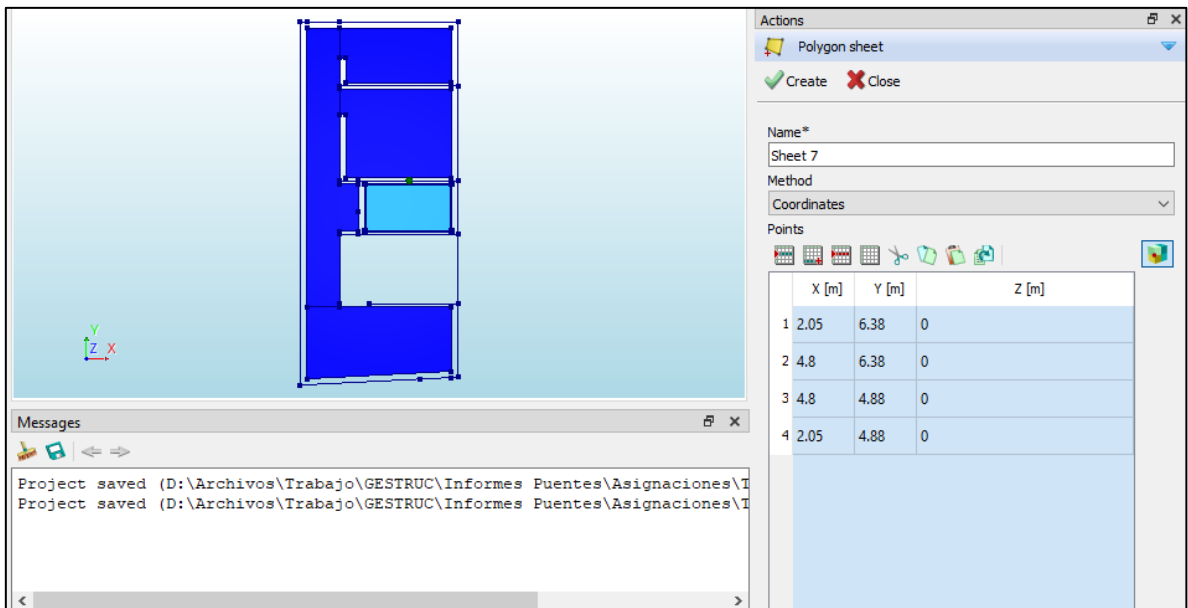 Actions
Polygon sheet
Create Close
Name*
Sheet 7
Method
Coordinates
Points
X [m] Y [m] Z [m]
1 2.05 6.38 0
2 4.8 6.38 0
3 4.8 4.88 0
4 2.05 4.88 0
Y
Z X
Messages
Project saved (D:\Archivos\Trabajo\GESTRUC\Informes Puentes\Asignaciones\T
Project saved (D:\Archivos\Trabajo\GESTRUC\Informes Puentes\Asignaciones\T